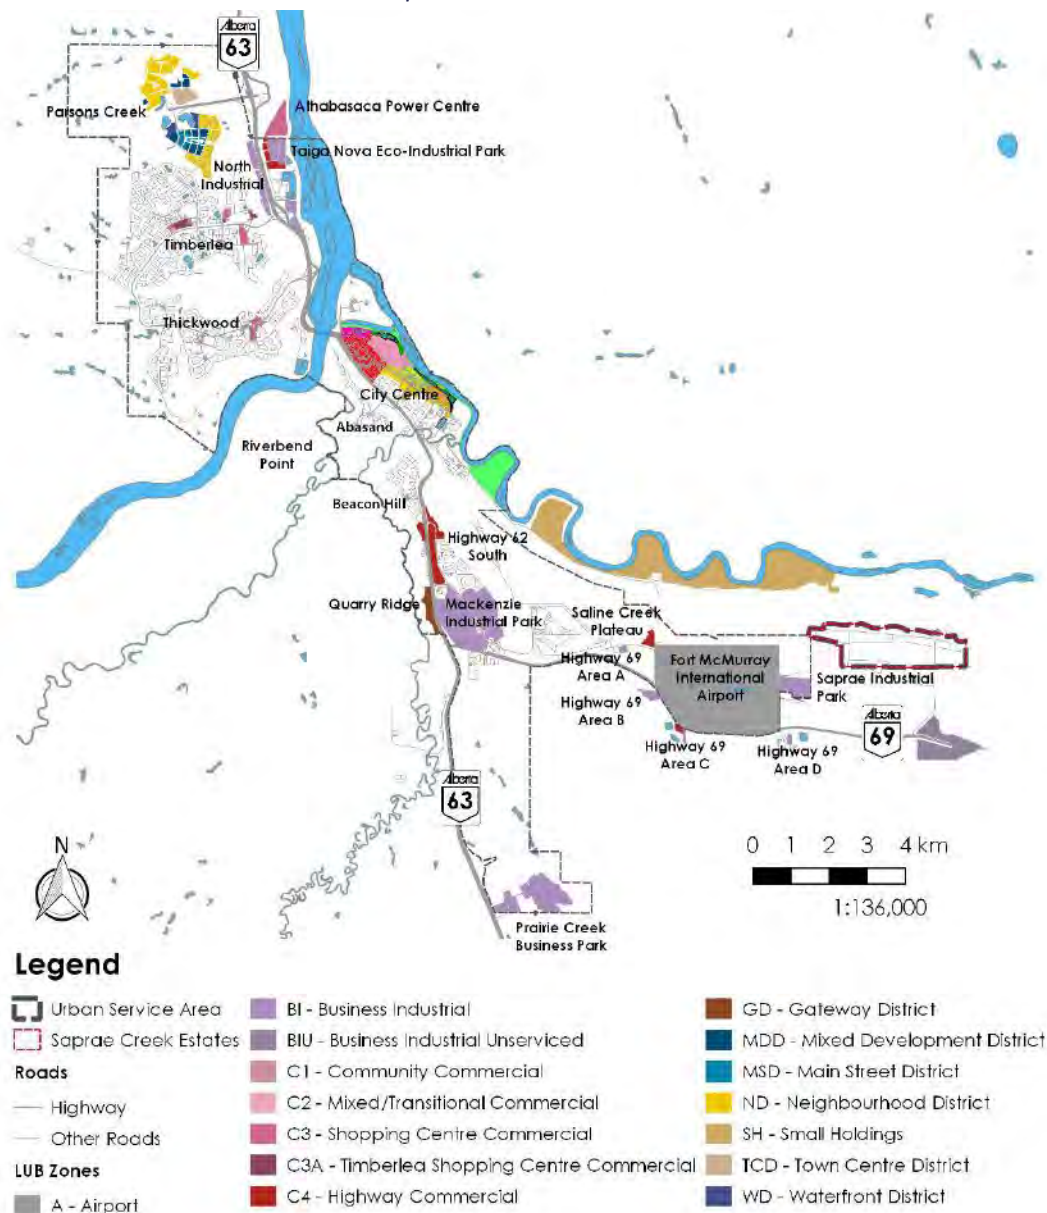 Alberta
63
Parsons Creek
Athabasaca Power Centre
Taiga Nova Eco-Industrial Park
North
Industrial
Timberlea
Thickwood
City Centre
Abasand
Riverbend
Point
Beacon Hill
Highway 62
South
Quarry Ridge
Mackenzie
Industrial Park
Saline Creek
Plateau
Highway 69
Area A
Fort McMurray
International
Airport
Saprae Industrial
Park
Highway 69
Area B
Alberta
69
Highway 69
Area C
Highway 69
Area D
Alberta
63
N
0 1 2 3 4 km
1:136,000
Prairie Creek
Business Park
Legend
Urban Service Area
Saprae Creek Estates
Roads
Highway
Other Roads
LUB Zones
A - Airport
BI - Business Industrial
BIU - Business Industrial Unserviced
C1 - Community Commercial
C2 - Mixed/Transitional Commercial
C3 - Shopping Centre Commercial
C3A - Timberlea Shopping Centre Commercial
C4 - Highway Commercial
GD - Gateway District
MDD - Mixed Development District
MSD - Main Street District
ND - Neighbourhood District
SH - Small Holdings
TCD - Town Centre District
WD - Waterfront District